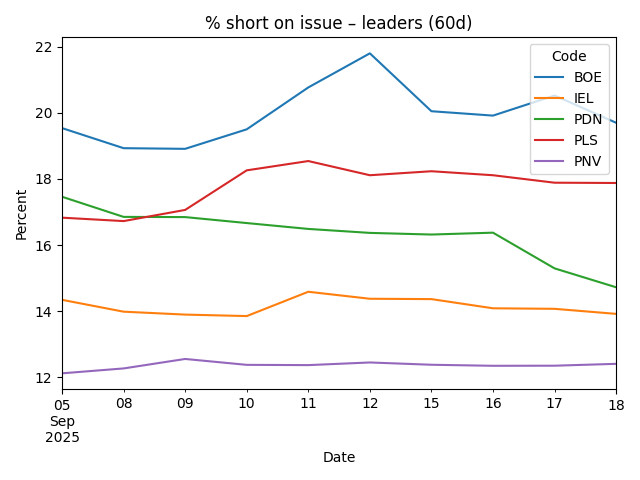 % short on issue – leaders (60d)
Code
BOE
IEL
PDN
PLS
PNV
Percent
22
20
18
16
14
12
05 08 09 10 11 12 15 16 17 18
Sep
2025
Date